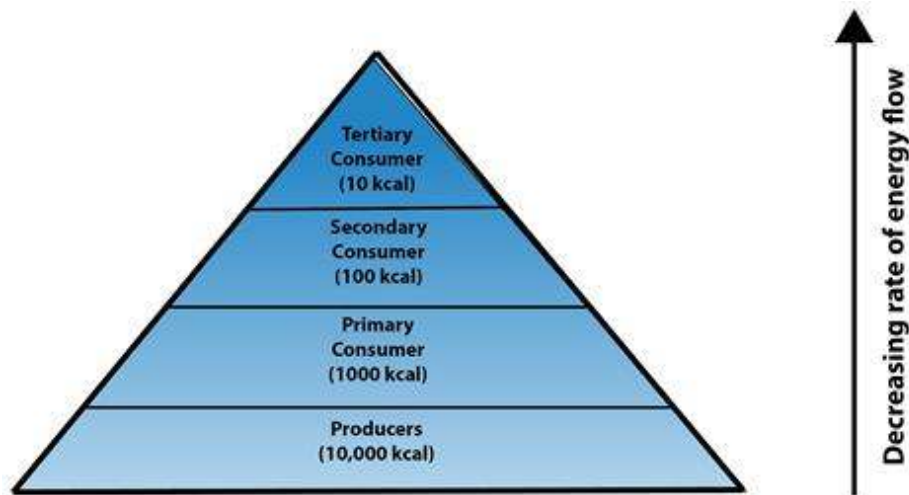 Tertiary
Consumer
(10 kcal)
Secondary
Consumer
(100 kcal)
Primary
Consumer
(1000 kcal)
Producers
(10,000 kcal)
Decreasing rate of energy flow